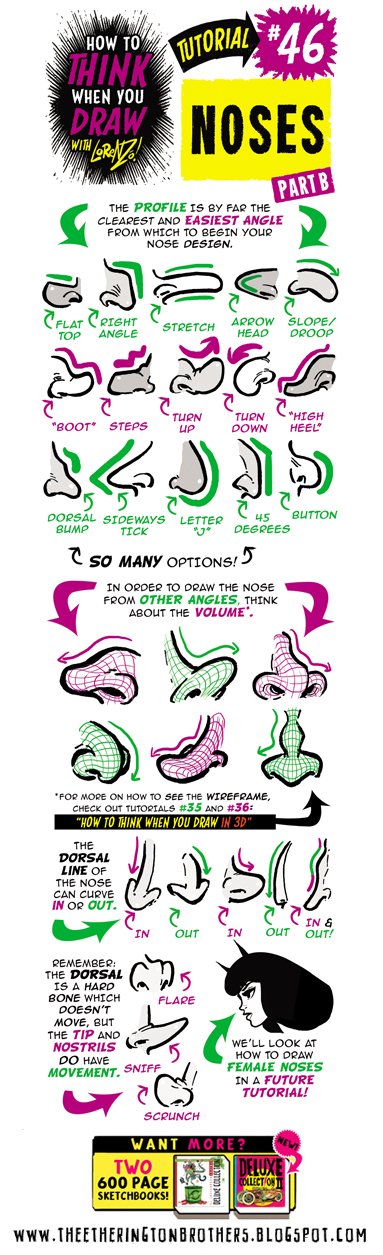 HOW TO
THINK
WHEN YOU
DRAW
WITH LORENZO!
TUTORIAL
#46
NOSES
PART B
THE PROFILE IS BY FAR THE
CLEAREST AND EASIEST ANGLE
FROM WHICH TO BEGIN YOUR
NOSE DESIGN.
FLAT
TOP
RIGHT
ANGLE
STRETCH
ARROW
HEAD
SLOPE/
DROOP
"BOOT"
STEPS
TURN
UP
TURN
DOWN
"HIGH
HEEL"
DORSAL
BUMP
SIDEWAYS
TICK
LETTER
"J"
45
DEGREES
BUTTON
SO MANY OPTIONS!
IN ORDER TO DRAW THE NOSE
FROM OTHER ANGLES, THINK
ABOUT THE VOLUME*.
*FOR MORE ON HOW TO SEE THE WIREFRAME,
CHECK OUT TUTORIALS #35 AND #36:
"HOW TO THINK WHEN YOU DRAW IN 3D"
THE
DORSAL
LINE OF
THE NOSE
CAN CURVE
IN OR OUT.
IN
OUT
IN
OUT
IN &
OUT!
REMEMBER:
THE DORSAL
IS A HARD
BONE WHICH
DOESN'T
MOVE, BUT
THE TIP AND
NOSTRILS
DO HAVE
MOVEMENT.
FLARE
SNIFF
SCRUNCH
WE'LL LOOK AT
HOW TO DRAW
FEMALE NOSES
IN A FUTURE
TUTORIAL!
WANT MORE?
NEW!
TWO
600 PAGE
SKETCHBOOKS!
DELUXE COLLECTION
DELUXE
COLLECTION II
WWW.THEETHERINGTONBROTHERS.BLOGSPOT.COM